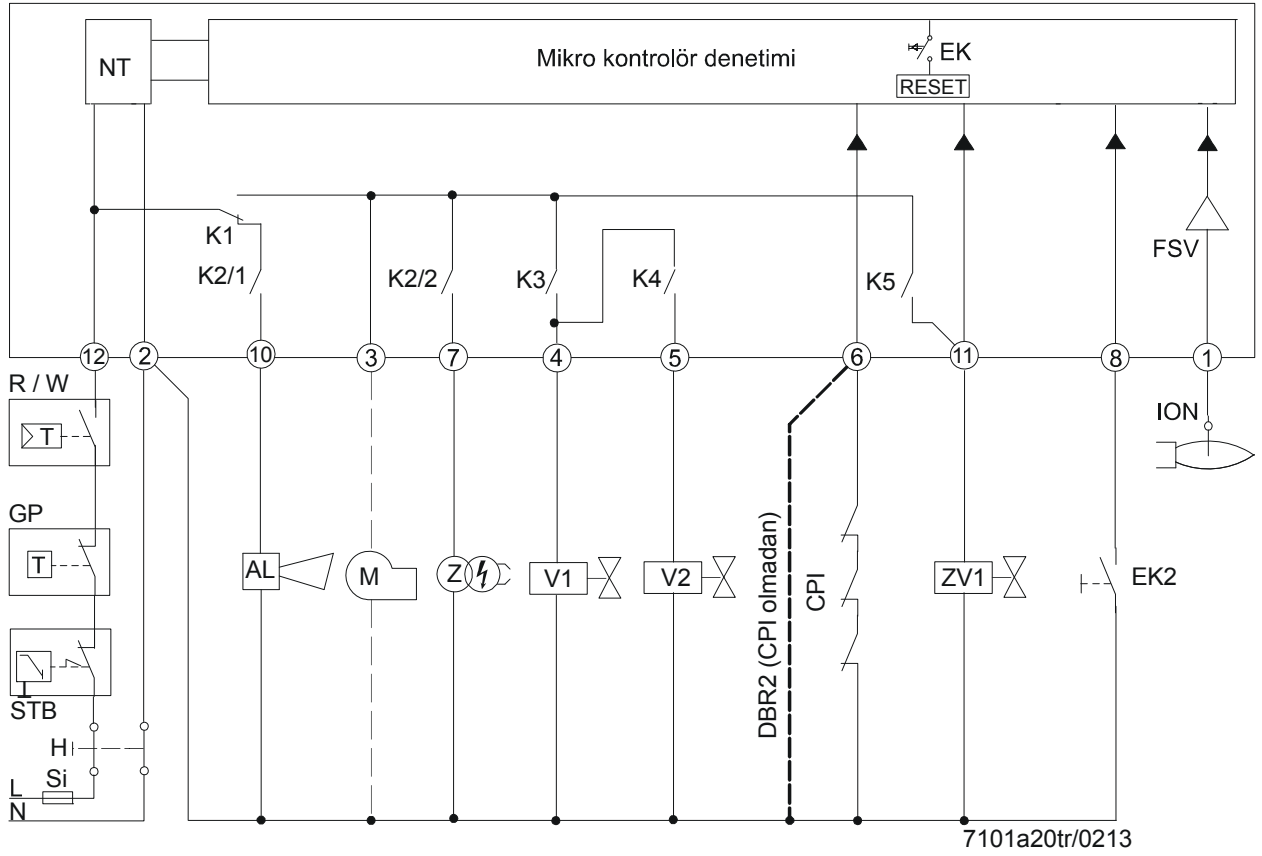 NT
Mikro kontrolör denetimi
EK
RESET
K1
K2/1
K2/2
K3
K4
K5
FSV
12
2
10
3
7
4
5
6
11
8
1
R / W
T
GP
T
STB
H
L
Si
N
AL
M
Z
V1
V2
DBR2 (CPI olmadan)
CPI
ZV1
EK2
ION
7101a20tr/0213